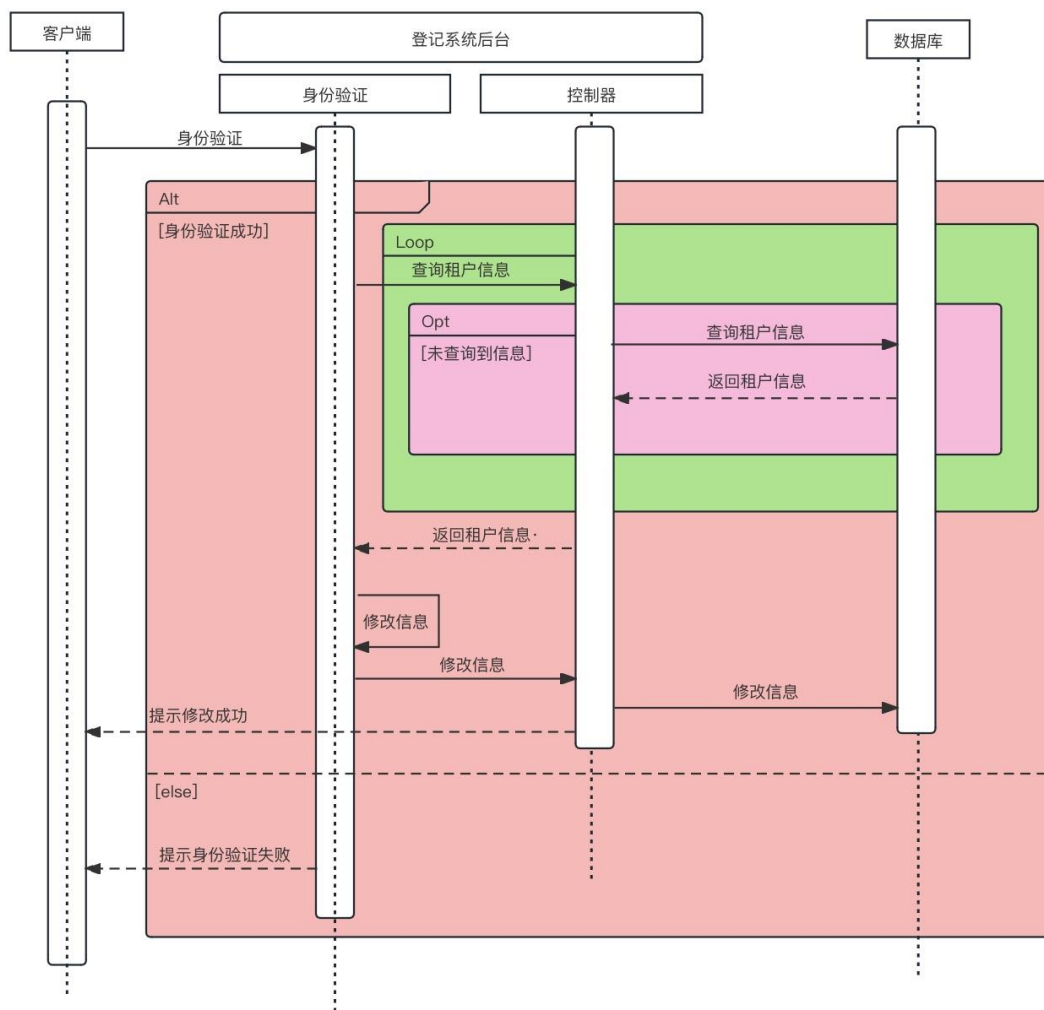 客户端
登记系统后台
数据库
身份验证
控制器
身份验证
Alt
[身份验证成功]
Loop
查询租户信息
Opt
[未查询到信息]
查询租户信息
返回租户信息
返回租户信息·
修改信息
修改信息
修改信息
提示修改成功
[else]
提示身份验证失败